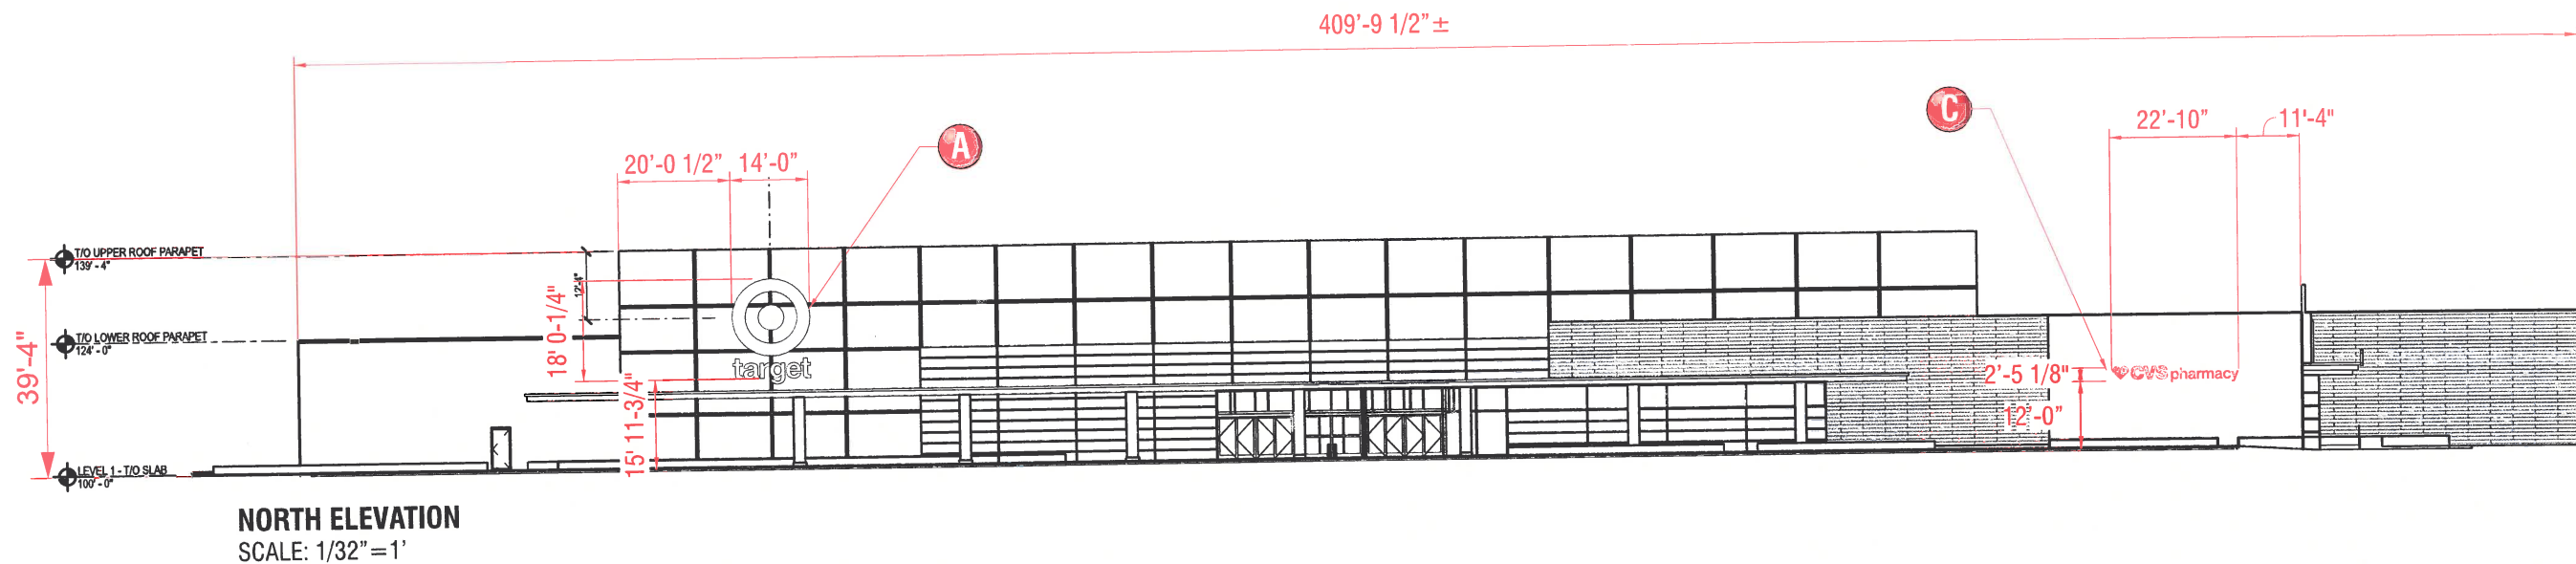 409'-9 1/2" ±
C
22'-10"
11'-4"
A
20'-0 1/2"
14'-0"
T/O UPPER ROOF PARAPET
139' - 4"
12'-4"
18' 0-1/4"
T/O LOWER ROOF PARAPET
124' - 0"
39'-4"
target
2'-5 1/8"
CVS pharmacy
12'-0"
15' 11-3/4"
LEVEL 1 - T/O SLAB
100' - 0"
NORTH ELEVATION
SCALE: 1/32"=1'